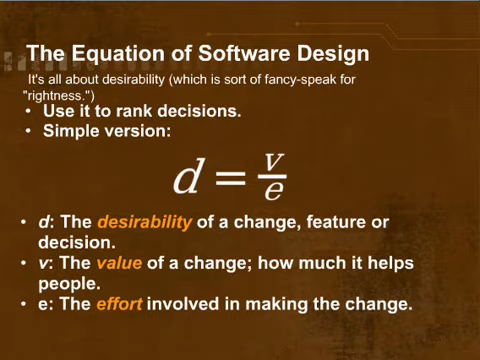 The Equation of Software Design
It's all about desirability (which is sort of fancy-speak for
"rightness.")
• Use it to rank decisions.
• Simple version:
d = v/e
• d: The desirability of a change, feature or
decision.
• v: The value of a change; how much it helps
people.
• e: The effort involved in making the change.